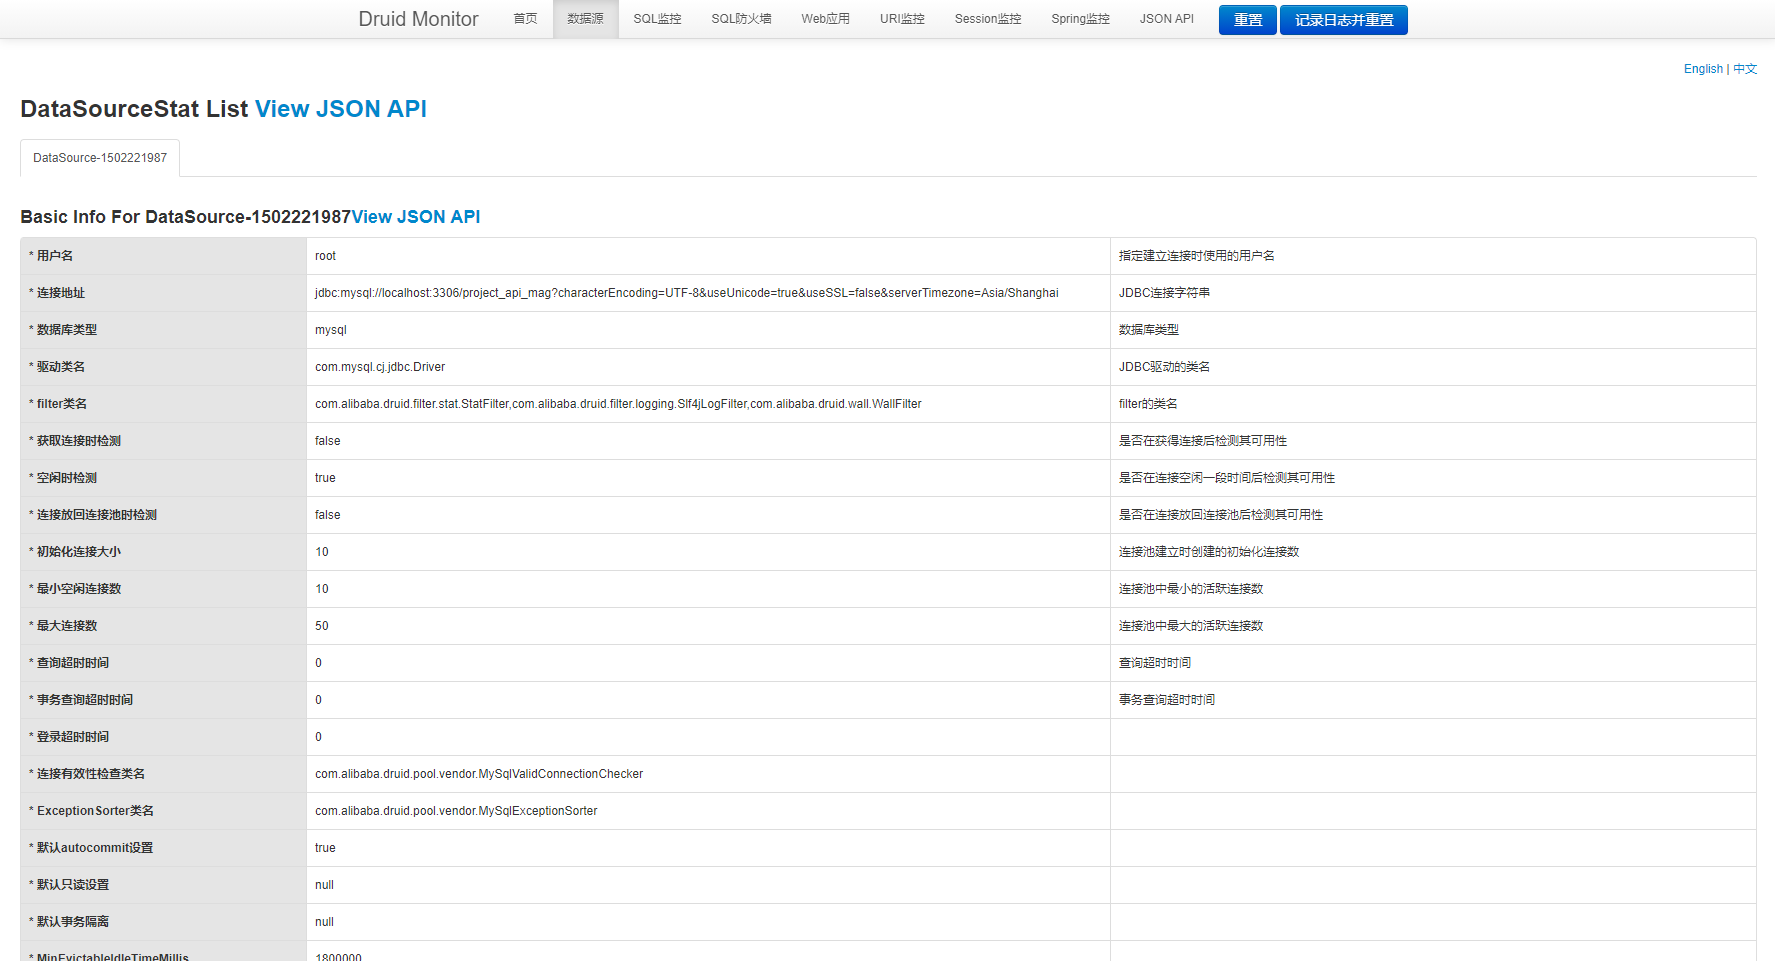 Druid Monitor 首页 数据源 SQL监控 SQL防火墙 Web应用 URI监控 Session监控 Spring监控 JSON API 重置 记录日志并重置
English | 中文
DataSourceStat List View JSON API
DataSource-1502221987
Basic Info For DataSource-1502221987View JSON API
* 用户名 root 指定建立连接时使用的用户名
* 连接地址 jdbc:mysql://localhost:3306/project_api_mag?characterEncoding=UTF-8&useUnicode=true&useSSL=false&serverTimezone=Asia/Shanghai JDBC连接字符串
* 数据库类型 mysql 数据库类型
* 驱动类名 com.mysql.cj.jdbc.Driver JDBC驱动的类名
* filter类名 com.alibaba.druid.filter.stat.StatFilter,com.alibaba.druid.filter.logging.Slf4jLogFilter,com.alibaba.druid.wall.WallFilter filter的类名
* 获取连接时检测 false 是否在获得连接后检测其可用性
* 空闲时检测 true 是否在连接空闲一段时间后检测其可用性
* 连接放回连接池时检测 false 是否在连接放回连接池后检测其可用性
* 初始化连接大小 10 连接池建立时创建的初始化连接数
* 最小空闲连接数 10 连接池中最小的活跃连接数
* 最大连接数 50 连接池中最大的活跃连接数
* 查询超时时间 0 查询超时时间
* 事务查询超时时间 0 事务查询超时时间
* 登录超时时间 0
* 连接有效性检查类名 com.alibaba.druid.pool.vendor.MySqlValidConnectionChecker
* ExceptionSorter类名 com.alibaba.druid.pool.vendor.MySqlExceptionSorter
* 默认autocommit设置 true
* 默认只读设置 null
* 默认事务隔离 null
* MinEvictableIdleTimeMillis 1800000